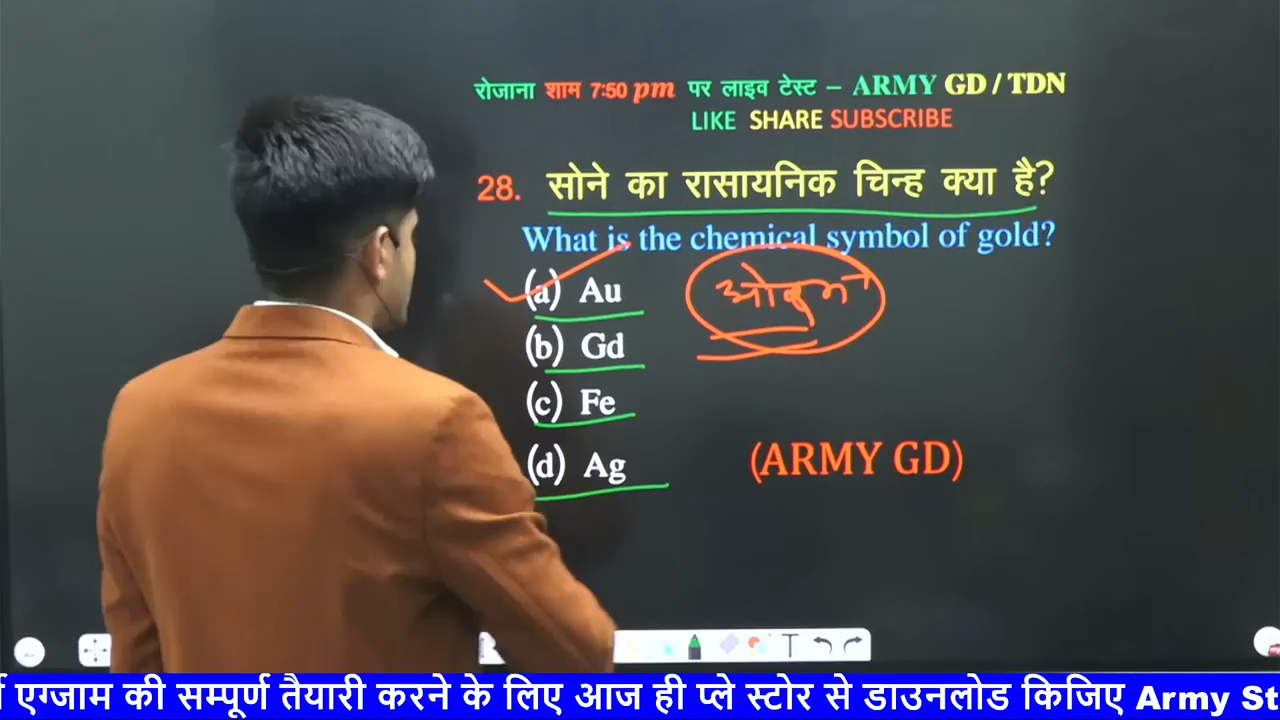 रोजाना शाम 7:50 pm पर लाइव टेस्ट – ARMY GD / TDN
LIKE SHARE SUBSCRIBE
28. सोने का रासायनिक चिन्ह क्या है?
What is the chemical symbol of gold?
(a) Au
(b) Gd
(c) Fe
(d) Ag
(ARMY GD)
एग्जाम की सम्पूर्ण तैयारी करने के लिए आज ही प्ले स्टोर से डाउनलोड किजिए Army St